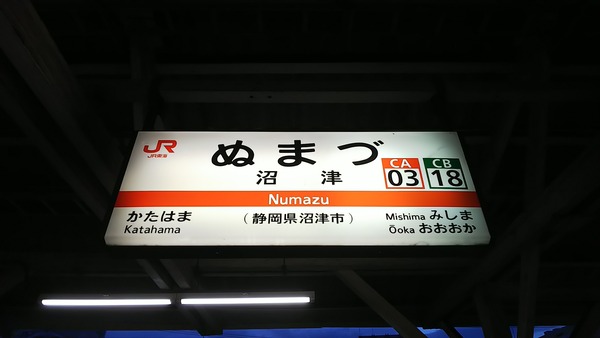 JR
JR東海
ぬまづ
沼津
CA
03
CB
18
Numazu
かたはま
Katahama
（静岡県沼津市）
Mishima みしま
Ōoka おおおか